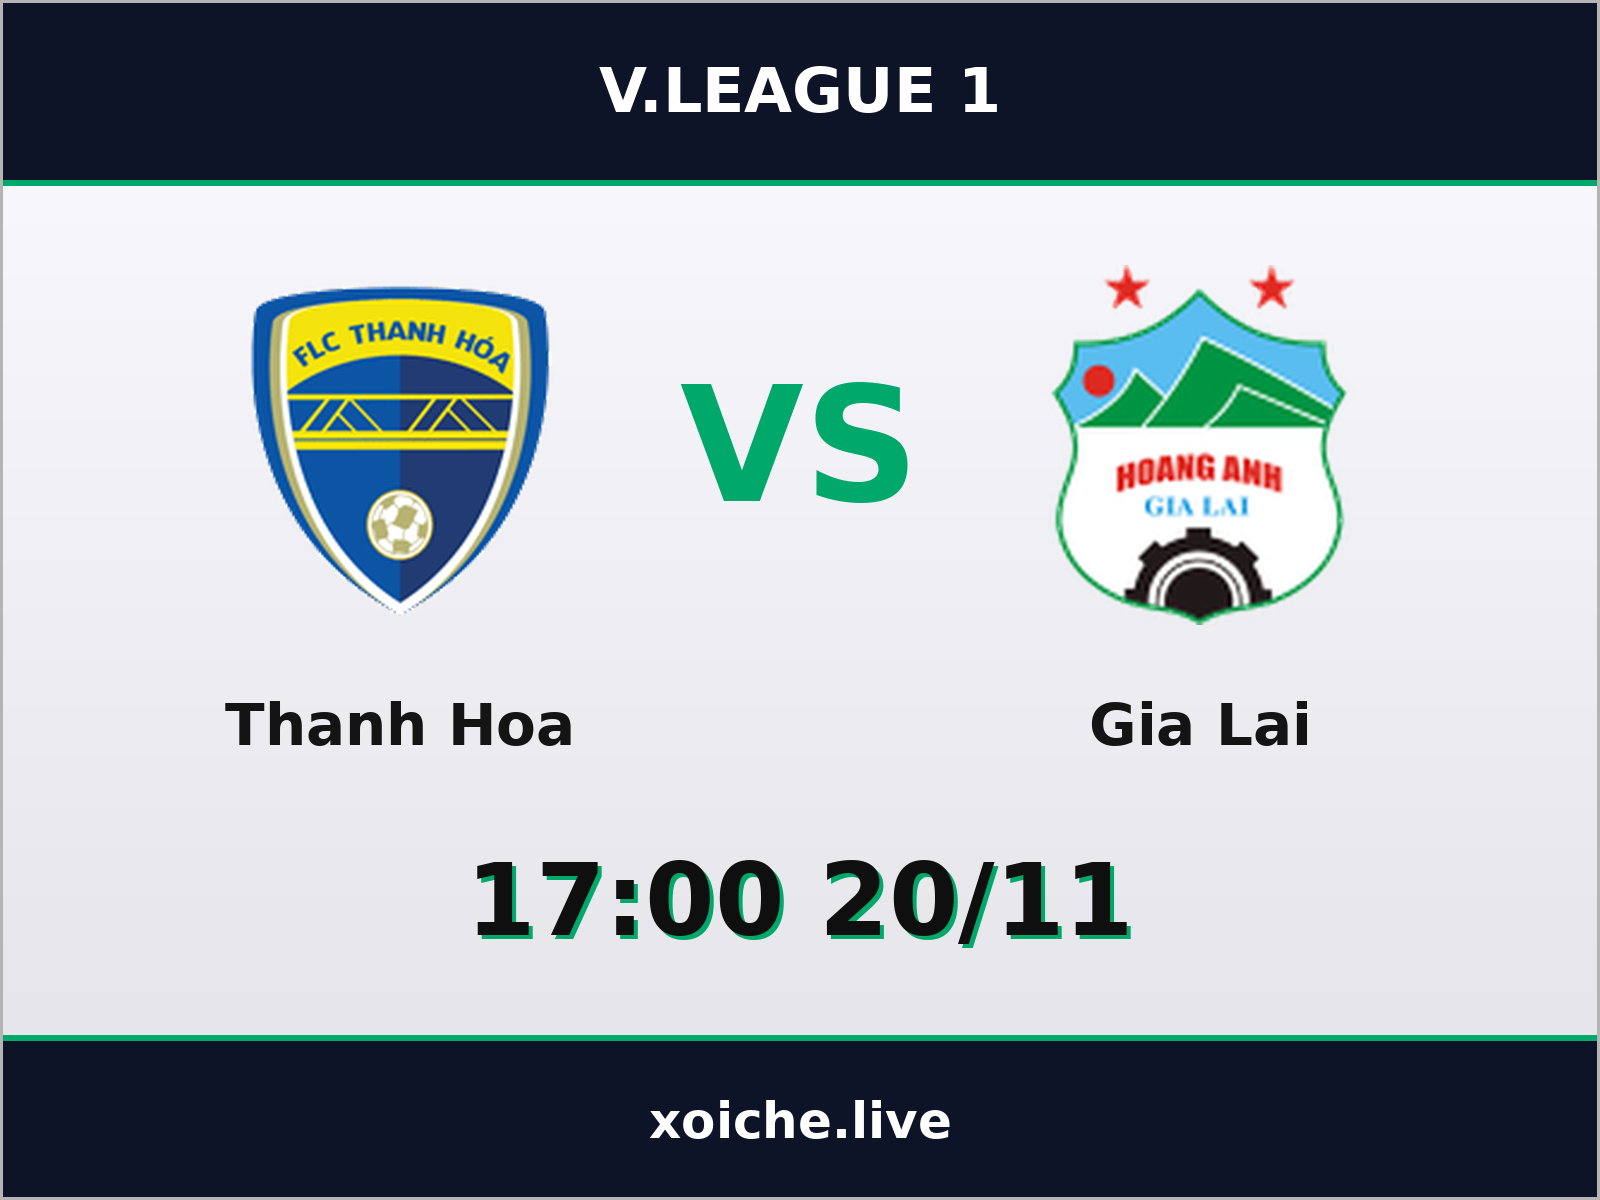 V.LEAGUE 1
FLC THANH HÓA
VS
HOANG ANH
GIA LAI
Thanh Hoa
Gia Lai
17:00 20/11
xoiche.live